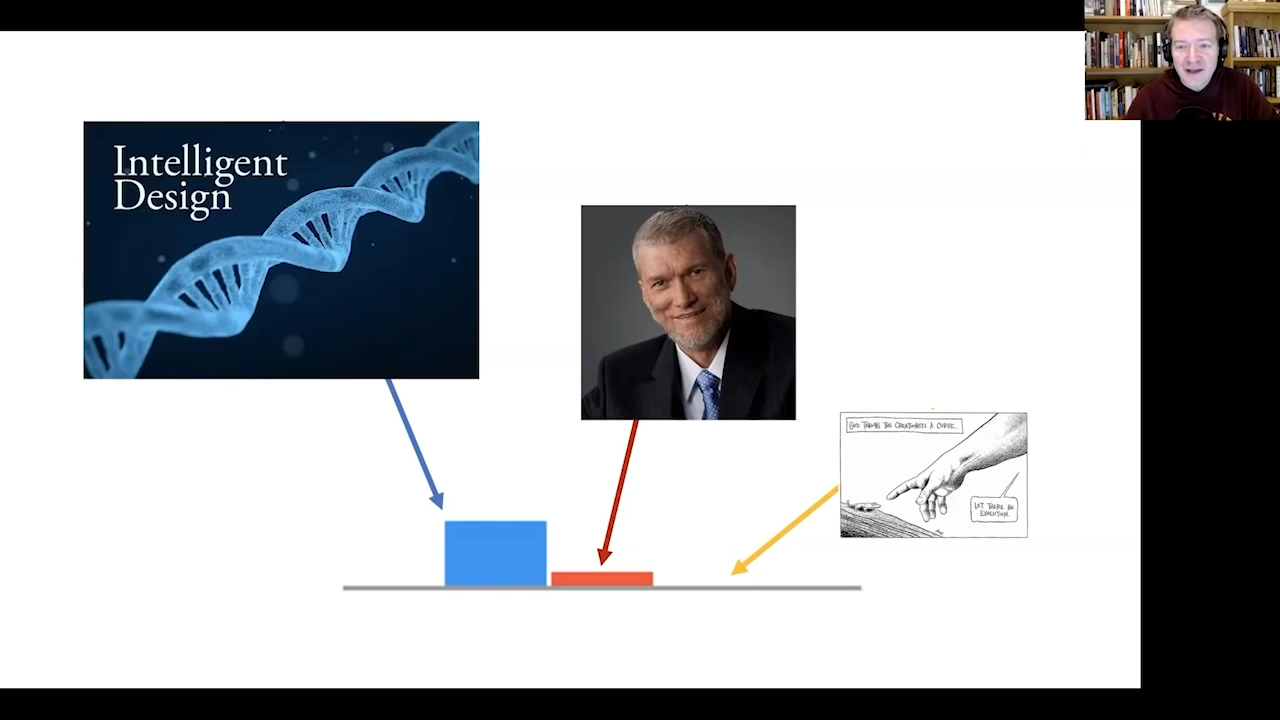 Intelligent
Design
GOD THROWS THE CREATIONISTS A CURVE.
LET THERE BE
EVOLUTION.